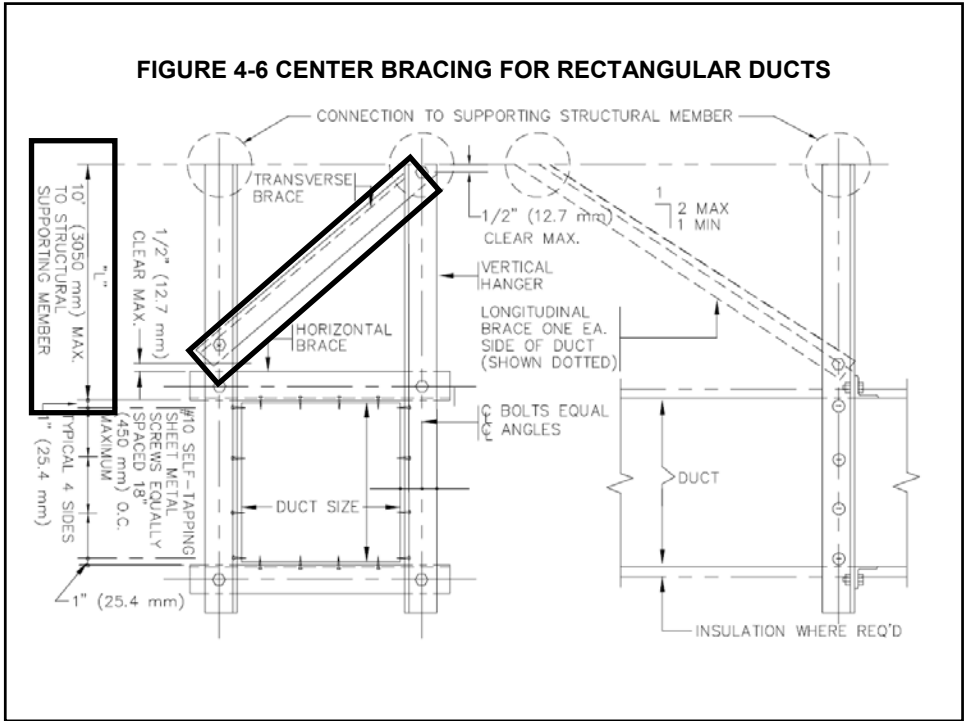 FIGURE 4-6 CENTER BRACING FOR RECTANGULAR DUCTS
CONNECTION TO SUPPORTING STRUCTURAL MEMBER
"L"
10' (3050 mm) MAX.
TO STRUCTURAL
SUPPORTING MEMBER
1/2" (12.7 mm)
CLEAR MAX.
TRANSVERSE
BRACE
1/2" (12.7 mm)
CLEAR MAX.
1
2 MAX
1 MIN
VERTICAL
HANGER
HORIZONTAL
BRACE
LONGITUDINAL
BRACE ONE EA.
SIDE OF DUCT
(SHOWN DOTTED)
℄ BOLTS EQUAL
℄ ANGLES
#10 SELF-TAPPING
SHEET METAL
SCREWS EQUALLY
SPACED 18"
(450 mm) O.C.
MAXIMUM
TYPICAL 4 SIDES
1" (25.4 mm)
DUCT SIZE
DUCT
1" (25.4 mm)
INSULATION WHERE REQ'D